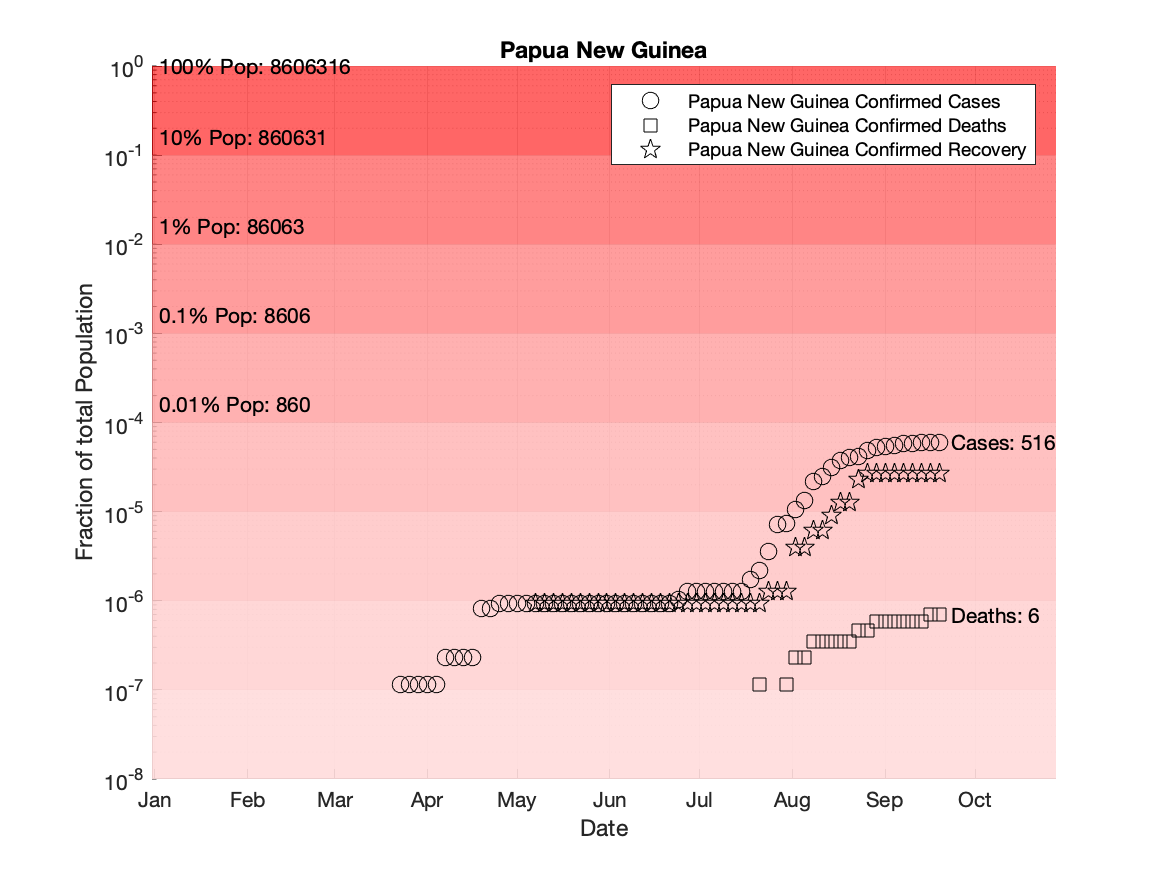 Papua New Guinea
10^0
100% Pop: 8606316
Papua New Guinea Confirmed Cases
Papua New Guinea Confirmed Deaths
Papua New Guinea Confirmed Recovery
10% Pop: 860631
10^-1
1% Pop: 86063
10^-2
0.1% Pop: 8606
10^-3
0.01% Pop: 860
10^-4
Cases: 516
10^-5
10^-6
Deaths: 6
10^-7
10^-8
Fraction of total Population
Jan Feb Mar Apr May Jun Jul Aug Sep Oct
Date